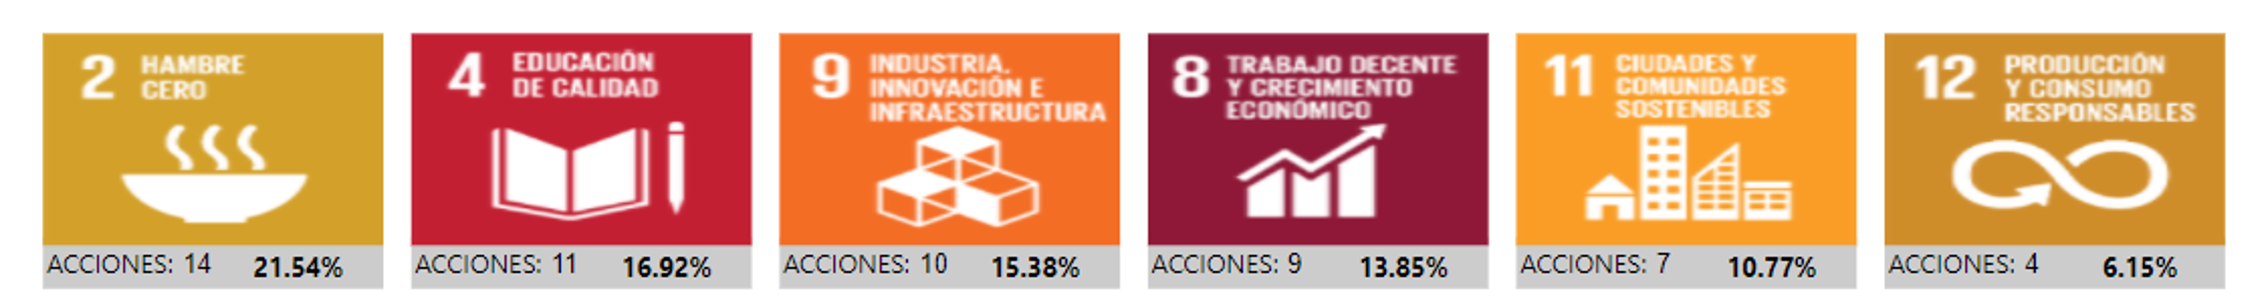 2 HAMBRE
CERO
ACCIONES: 14 21.54%
4 EDUCACIÓN
DE CALIDAD
ACCIONES: 11 16.92%
9 INDUSTRIA.
INNOVACIÓN E
INFRAESTRUCTURA
ACCIONES: 10 15.38%
8 TRABAJO DECENTE
Y CRECIMIENTO
ECONÓMICO
ACCIONES: 9 13.85%
11 CIUDADES Y
COMUNIDADES
SOSTENIBLES
ACCIONES: 7 10.77%
12 PRODUCCIÓN
Y CONSUMO
RESPONSABLES
ACCIONES: 4 6.15%